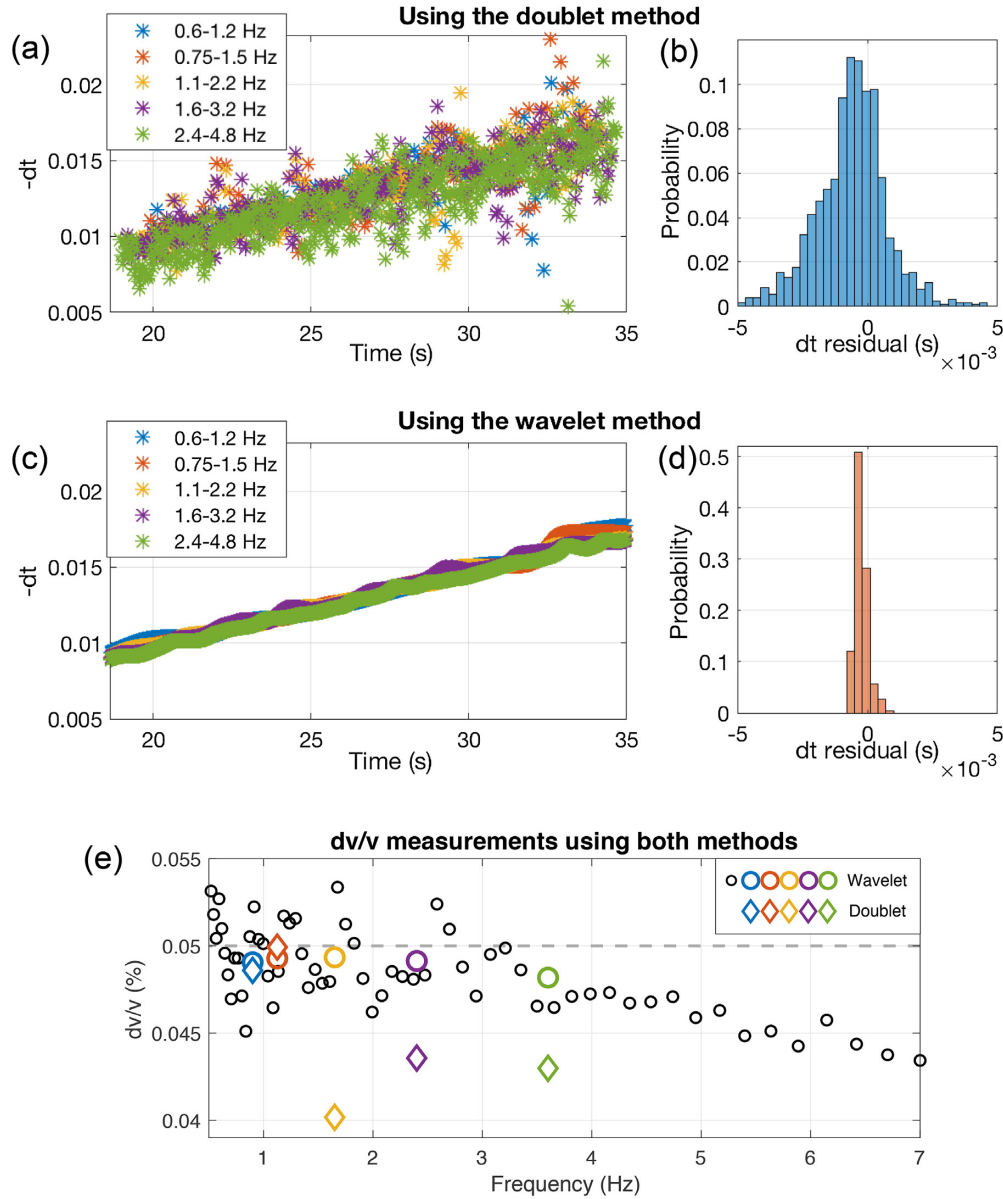 Using the doublet method
(a)
0.6-1.2 Hz
0.75-1.5 Hz
1.1-2.2 Hz
1.6-3.2 Hz
2.4-4.8 Hz
0.02
0.015
0.01
0.005
-dt
20 25 30 35
Time (s)
(b)
0.1
0.08
0.06
0.04
0.02
0
Probability
-5 0 5
dt residual (s)
×10⁻³
Using the wavelet method
(c)
0.6-1.2 Hz
0.75-1.5 Hz
1.1-2.2 Hz
1.6-3.2 Hz
2.4-4.8 Hz
0.02
0.015
0.01
0.005
-dt
20 25 30 35
Time (s)
(d)
0.5
0.4
0.3
0.2
0.1
0
Probability
-5 0 5
dt residual (s)
×10⁻³
dv/v measurements using both methods
(e)
0.055
0.05
0.045
0.04
dv/v (%)
Wavelet
Doublet
1 2 3 4 5 6 7
Frequency (Hz)